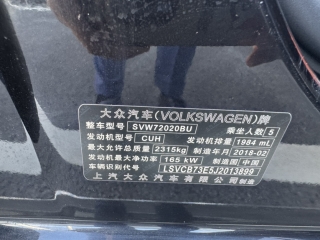 大众汽车(VOLKSWAGEN)牌
整车型号 SVW72020BU 乘坐人数 5
发动机型号 CUH 发动机排量 1984 mL
最大允许总质量 2315kg 制造年月 2018-02
发动机最大净功率 165 kW 制造国 中国
车辆识别代号 LSVCB73E5J2013899
上汽大众汽车有限公司制造